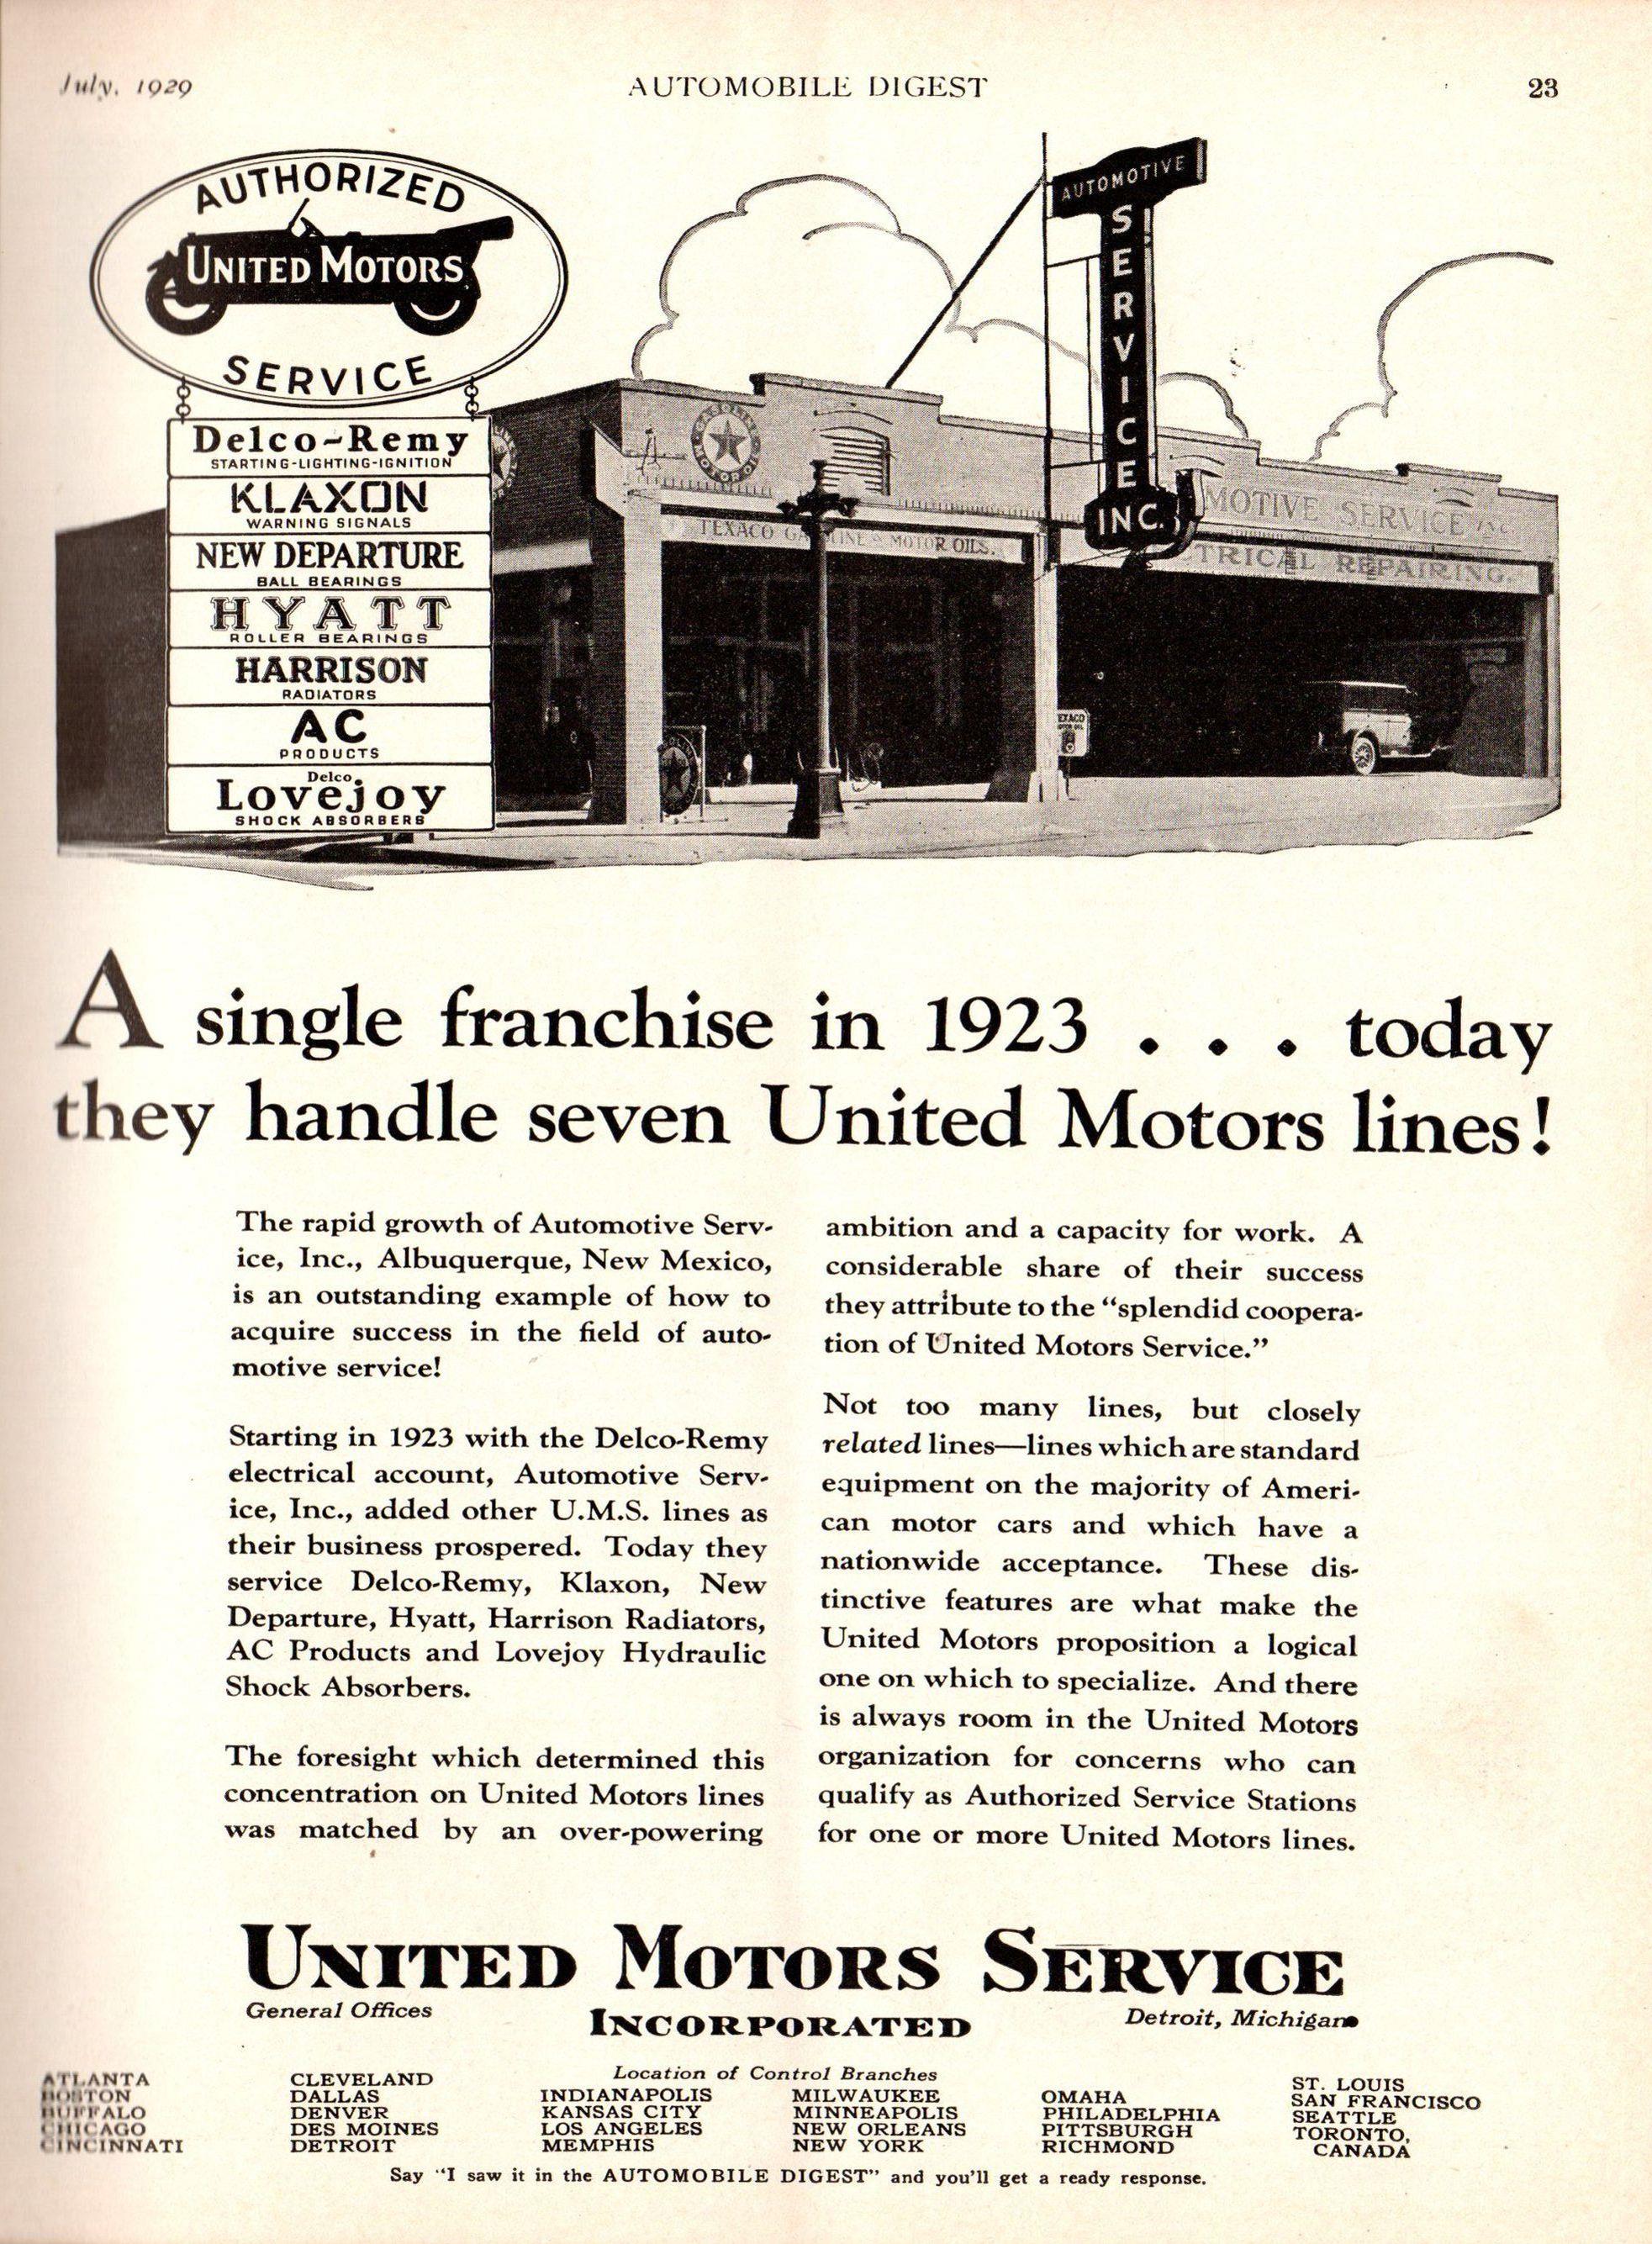 July, 1929
AUTOMOBILE DIGEST
23
AUTHORIZED
UNITED MOTORS
SERVICE
Delco-Remy
STARTING-LIGHTING-IGNITION
KLAXON
WARNING SIGNALS
NEW DEPARTURE
BALL BEARINGS
HYATT
ROLLER BEARINGS
HARRISON
RADIATORS
AC
PRODUCTS
Delco
Lovejoy
SHOCK ABSORBERS
AUTOMOTIVE
SERVICE
INC.
GASOLINE
MOTOR OIL
MOTIVE SERVICE INC
TEXACO GASOLINE & MOTOR OILS.
TRICAL REPAIRING.
TEXACO
A single franchise in 1923 . . . today
they handle seven United Motors lines!
The rapid growth of Automotive Serv-
ice, Inc., Albuquerque, New Mexico,
is an outstanding example of how to
acquire success in the field of auto-
motive service!
Starting in 1923 with the Delco-Remy
electrical account, Automotive Serv-
ice, Inc., added other U.M.S. lines as
their business prospered. Today they
service Delco-Remy, Klaxon, New
Departure, Hyatt, Harrison Radiators,
AC Products and Lovejoy Hydraulic
Shock Absorbers.
The foresight which determined this
concentration on United Motors lines
was matched by an over-powering
ambition and a capacity for work. A
considerable share of their success
they attribute to the “splendid coopera-
tion of United Motors Service.”
Not too many lines, but closely
related lines—lines which are standard
equipment on the majority of Ameri-
can motor cars and which have a
nationwide acceptance. These dis-
tinctive features are what make the
United Motors proposition a logical
one on which to specialize. And there
is always room in the United Motors
organization for concerns who can
qualify as Authorized Service Stations
for one or more United Motors lines.
UNITED MOTORS SERVICE
General Offices
INCORPORATED
Detroit, Michigan
Location of Control Branches
ATLANTA
BOSTON
BUFFALO
CHICAGO
CINCINNATI
CLEVELAND
DALLAS
DENVER
DES MOINES
DETROIT
INDIANAPOLIS
KANSAS CITY
LOS ANGELES
MEMPHIS
MILWAUKEE
MINNEAPOLIS
NEW ORLEANS
NEW YORK
OMAHA
PHILADELPHIA
PITTSBURGH
RICHMOND
ST. LOUIS
SAN FRANCISCO
SEATTLE
TORONTO,
CANADA
Say “I saw it in the AUTOMOBILE DIGEST” and you’ll get a ready response.